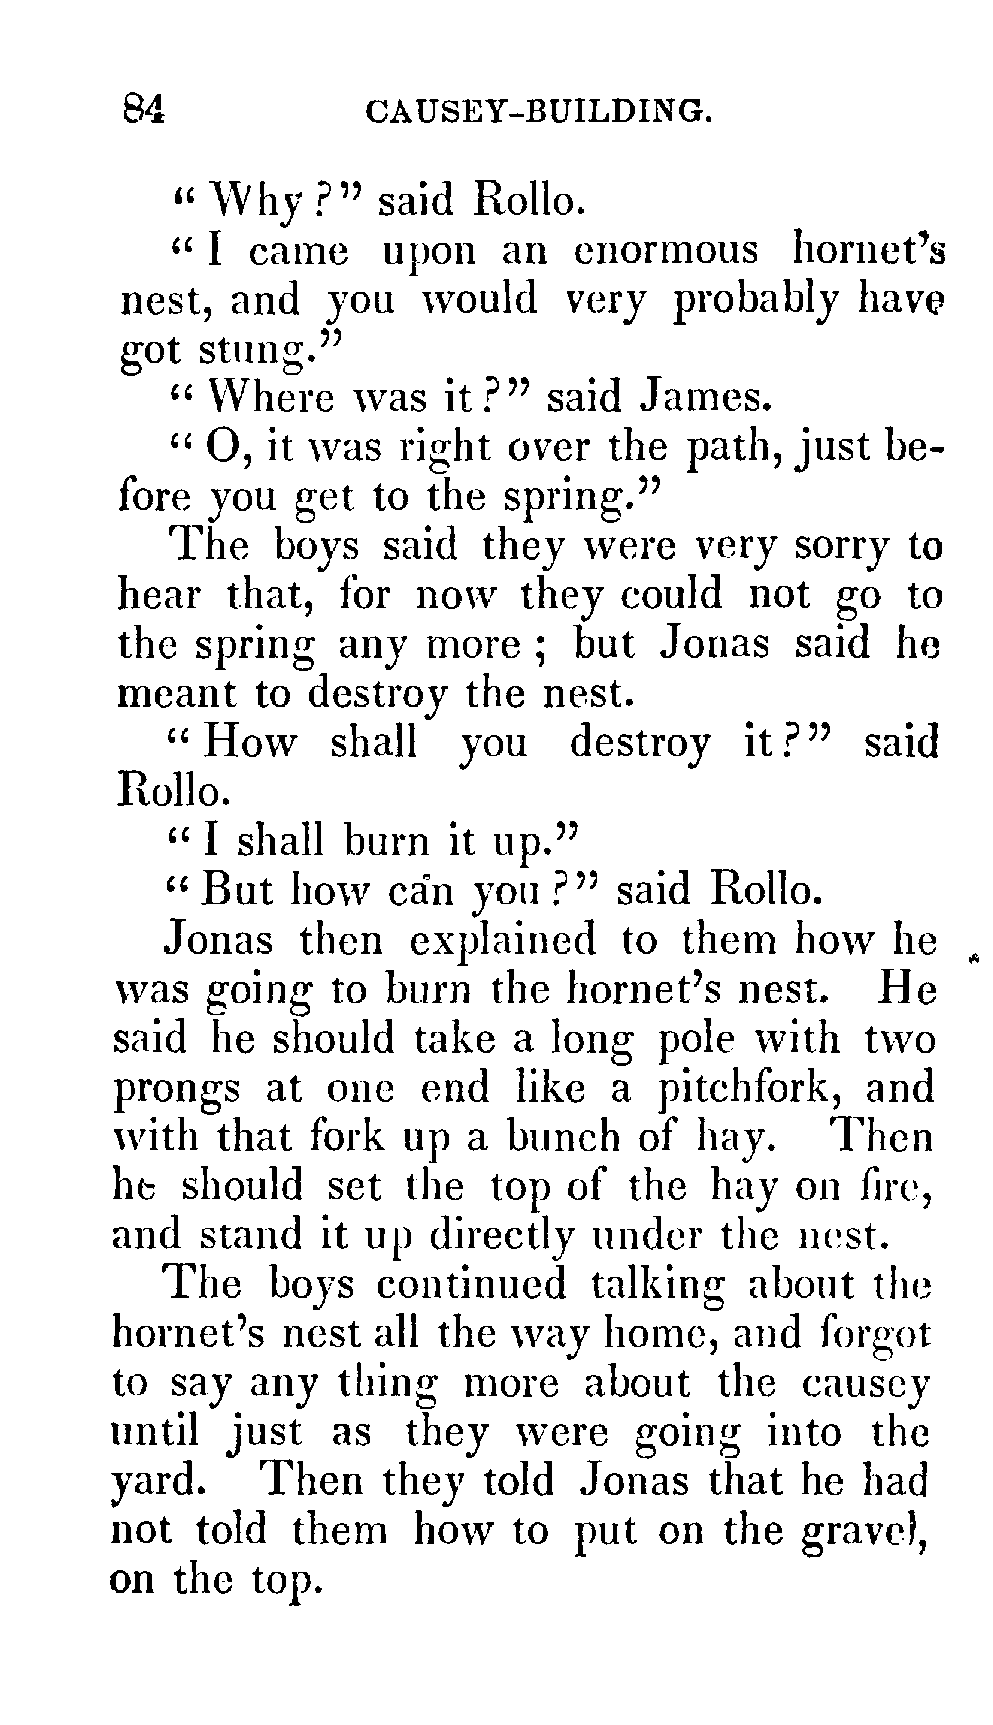 84 CAUSEY-BUILDING.
“ Why ?” said Rollo.
“ I came upon an enormous hornet’s
nest, and you would very probably have
got stung.”
“ Where was it ?” said James.
“ O, it was right over the path, just be-
fore you get to the spring.”
The boys said they were very sorry to
hear that, for now they could not go to
the spring any more ; but Jonas said he
meant to destroy the nest.
“ How shall you destroy it ?” said
Rollo.
“ I shall burn it up.”
“ But how can you ?” said Rollo.
Jonas then explained to them how he
was going to burn the hornet’s nest. He
said he should take a long pole with two
prongs at one end like a pitchfork, and
with that fork up a bunch of hay. Then
he should set the top of the hay on fire,
and stand it up directly under the nest.
The boys continued talking about the
hornet’s nest all the way home, and forgot
to say any thing more about the causey
until just as they were going into the
yard. Then they told Jonas that he had
not told them how to put on the gravel,
on the top.